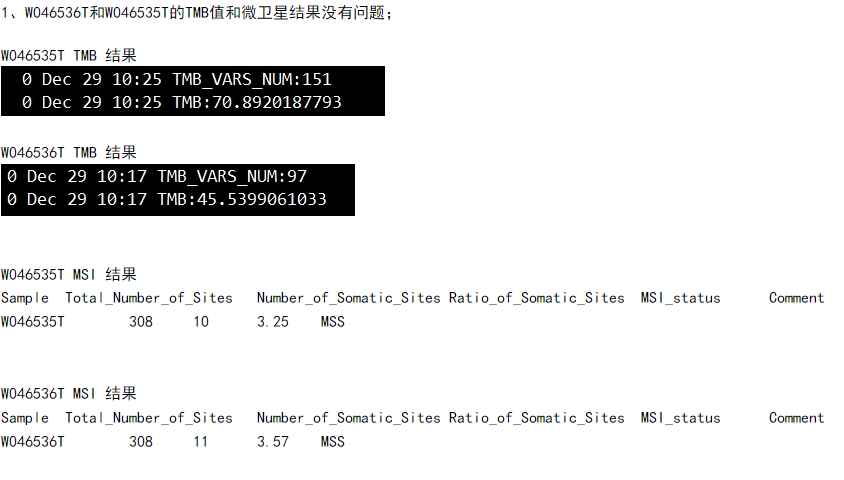 1、W046536T和W046535T的TMB值和微卫星结果没有问题;
W046535T TMB 结果
0 Dec 29 10:25 TMB_VARS_NUM:151
0 Dec 29 10:25 TMB:70.8920187793
W046536T TMB 结果
0 Dec 29 10:17 TMB_VARS_NUM:97
0 Dec 29 10:17 TMB:45.5399061033
W046535T MSI 结果
Sample Total_Number_of_Sites Number_of_Somatic_Sites Ratio_of_Somatic_Sites MSI_status Comment
W046535T 308 10 3.25 MSS
W046536T MSI 结果
Sample Total_Number_of_Sites Number_of_Somatic_Sites Ratio_of_Somatic_Sites MSI_status Comment
W046536T 308 11 3.57 MSS